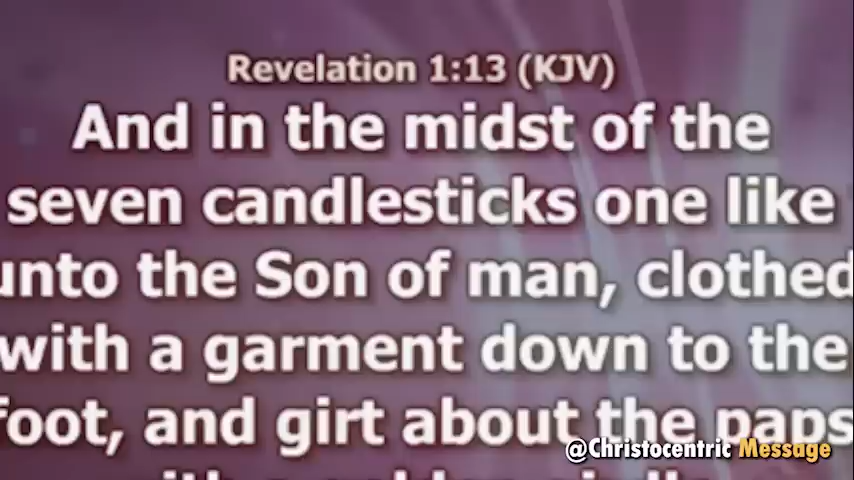 Revelation 1:13 (KJV)
And in the midst of the
seven candlesticks one like
unto the Son of man, clothed
with a garment down to the
foot, and girt about the paps
@Christocentric Message